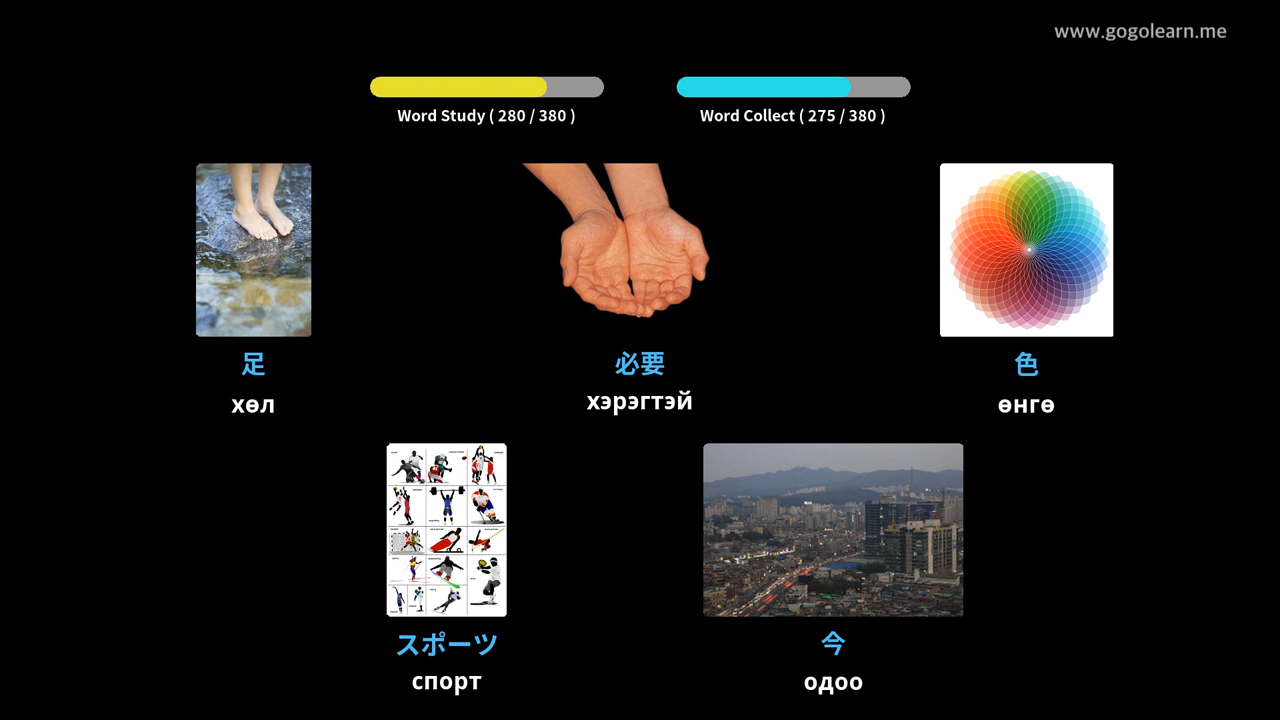 www.gogolearn.me
Word Study ( 280 / 380 )
Word Collect ( 275 / 380 )
足
хөл
必要
хэрэгтэй
色
өнгө
スポーツ
спорт
今
одоо